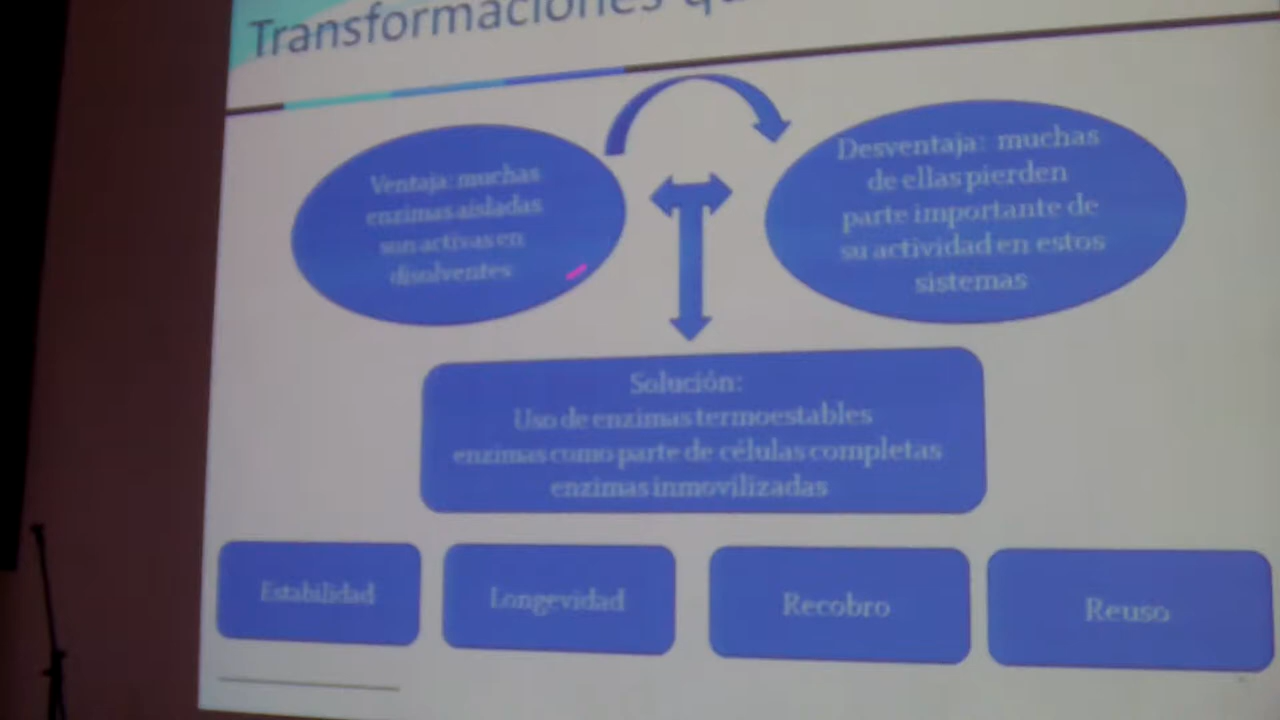 Transformaciones
Ventaja: muchas
enzimas aisladas
son activas en
disolventes
Desventaja: muchas
de ellas pierden
parte importante de
su actividad en estos
sistemas
Solución:
Uso de enzimas termoestables
enzimas como parte de células completas
enzimas inmovilizadas
Estabilidad
Longevidad
Recobro
Reuso